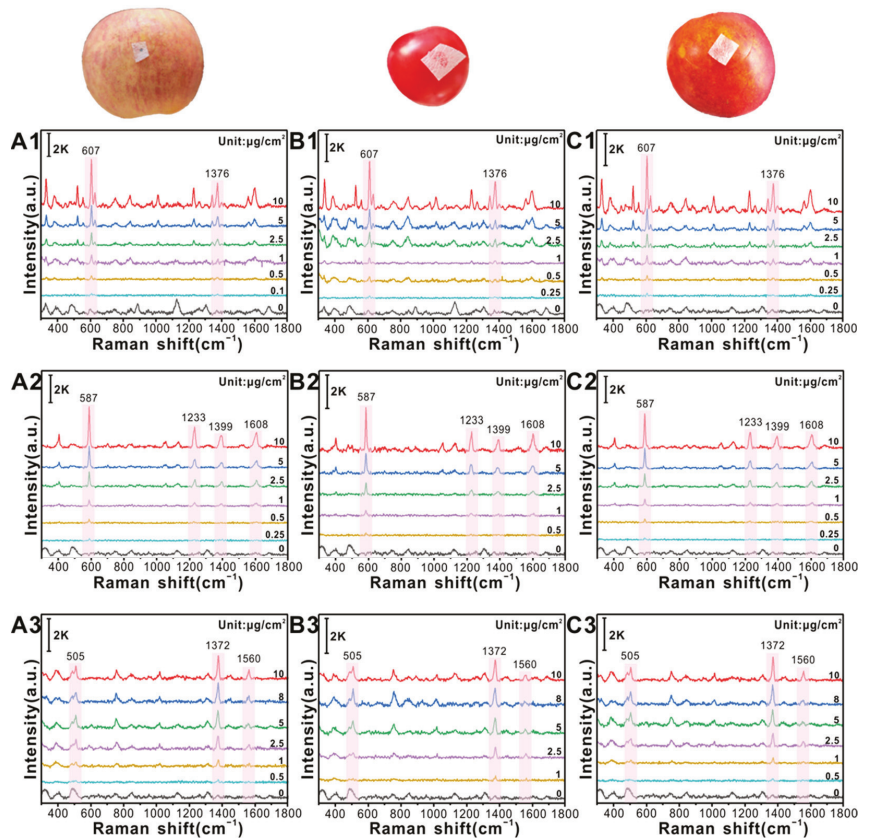 A1
2K
Unit:μg/cm²
607
1376
10
5
2.5
1
0.5
0.1
0
Intensity(a.u.)
400 600 800 1000 1200 1400 1600 1800
Raman shift(cm⁻¹)
B1
2K
Unit:μg/cm²
607
1376
10
5
2.5
1
0.5
0.25
0
Intensity(a.u.)
400 600 800 1000 1200 1400 1600 1800
Raman shift(cm⁻¹)
C1
2K
Unit:μg/cm²
607
1376
10
5
2.5
1
0.5
0.25
0
Intensity(a.u.)
400 600 800 1000 1200 1400 1600 1800
Raman shift(cm⁻¹)
A2
2K
Unit:μg/cm²
587
1233
1399
1608
10
5
2.5
1
0.5
0.25
0
Intensity(a.u.)
400 600 800 1000 1200 1400 1600 1800
Raman shift(cm⁻¹)
B2
2K
Unit:μg/cm²
587
1233
1399
1608
10
5
2.5
1
0.5
0
Intensity(a.u.)
400 600 800 1000 1200 1400 1600 1800
Raman shift(cm⁻¹)
C2
2K
Unit:μg/cm²
587
1233
1399
1608
10
5
2.5
1
0.5
0.25
0
Intensity(a.u.)
400 600 800 1000 1200 1400 1600 1800
Raman shift(cm⁻¹)
A3
2K
Unit:μg/cm²
505
1372
1560
10
8
5
2.5
1
0.5
0
Intensity(a.u.)
400 600 800 1000 1200 1400 1600 1800
Raman shift(cm⁻¹)
B3
2K
Unit:μg/cm²
505
1372
1560
10
8
5
2.5
1
0
Intensity(a.u.)
400 600 800 1000 1200 1400 1600 1800
Raman shift(cm⁻¹)
C3
2K
Unit:μg/cm²
505
1372
1560
10
8
5
2.5
1
0.5
0
Intensity(a.u.)
400 600 800 1000 1200 1400 1600 1800
Raman shift(cm⁻¹)